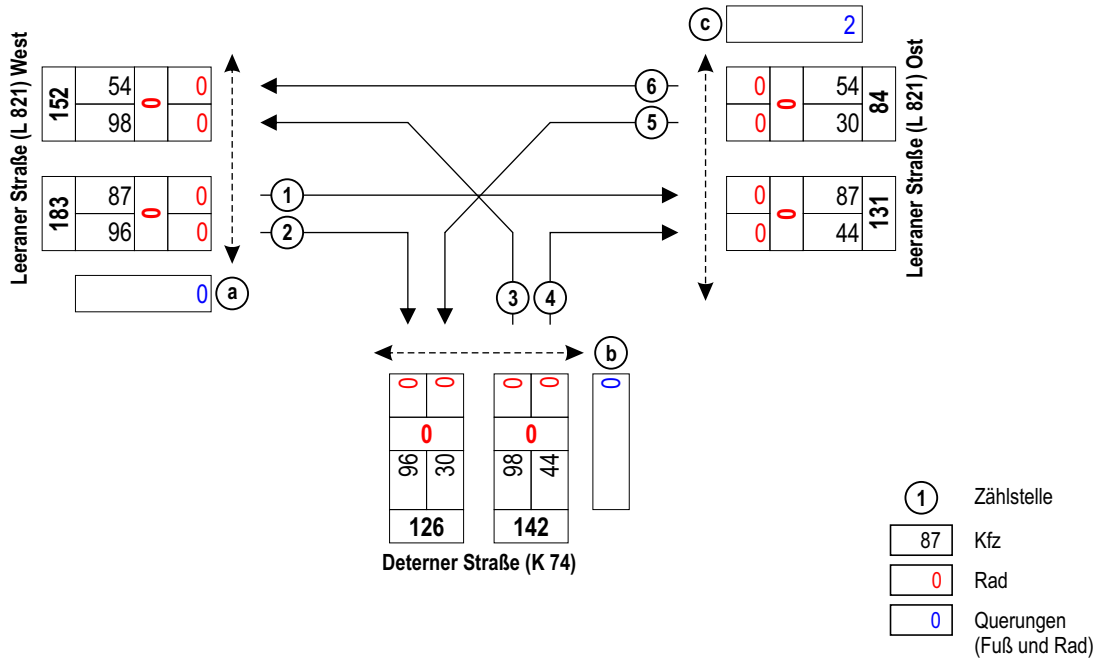 c 2
Leeraner Straße (L 821) West
152 54 0 0
98 0
183 87 0 0
96 0
0 a
6
5
1
2
3 4
0 0 54 84
0 30
0 0 87 131
0 44
Leeraner Straße (L 821) Ost
b
0 0 0 0 0
0 0
96 30 98 44
126 142
Deterner Straße (K 74)
1 Zählstelle
87 Kfz
0 Rad
0 Querungen
(Fuß und Rad)